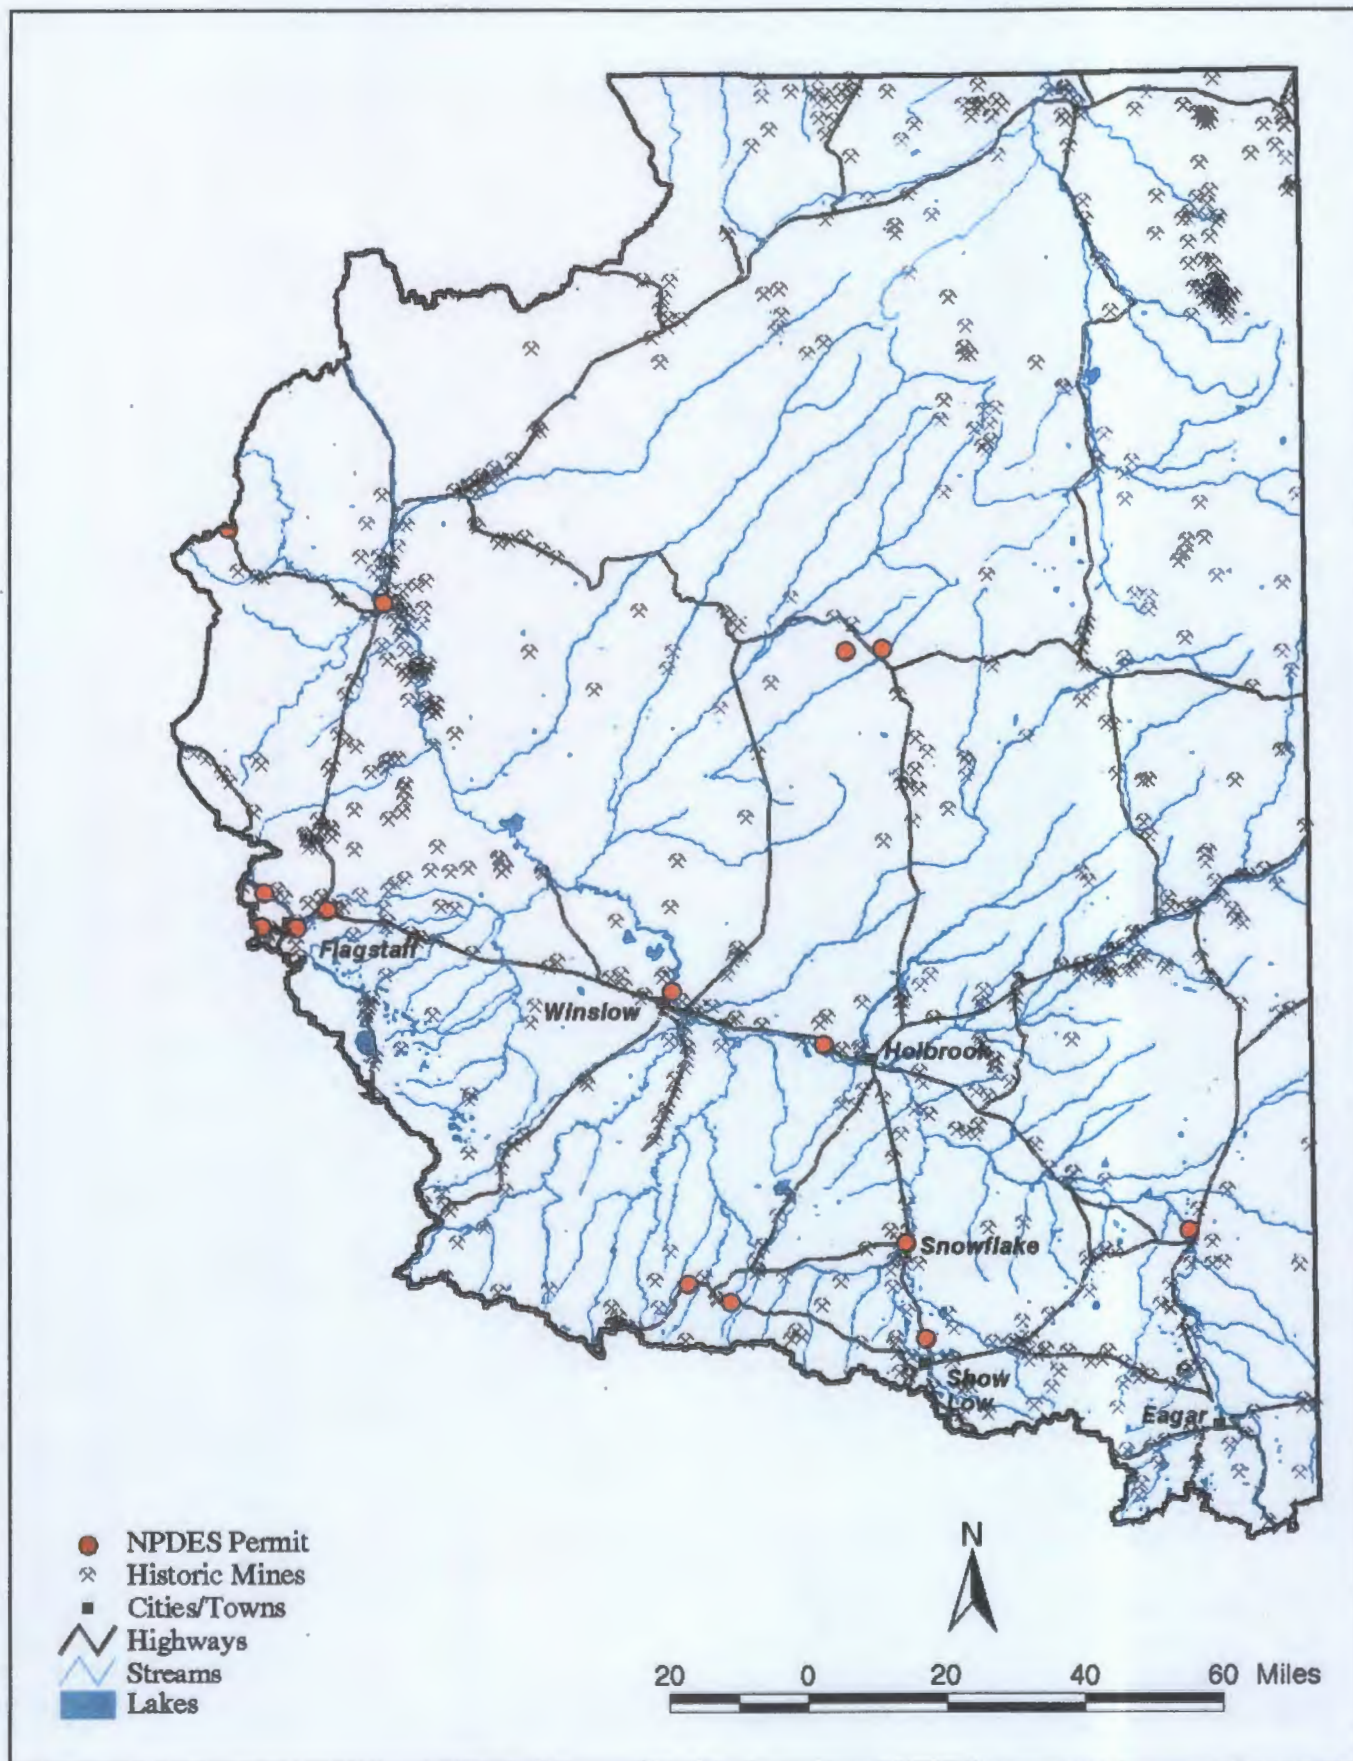 Flagstaff
Winslow
Holbrook
Snowflake
Show
Low
Eagar
NPDES Permit
Historic Mines
Cities/Towns
Highways
Streams
Lakes
N
20 0 20 40 60 Miles